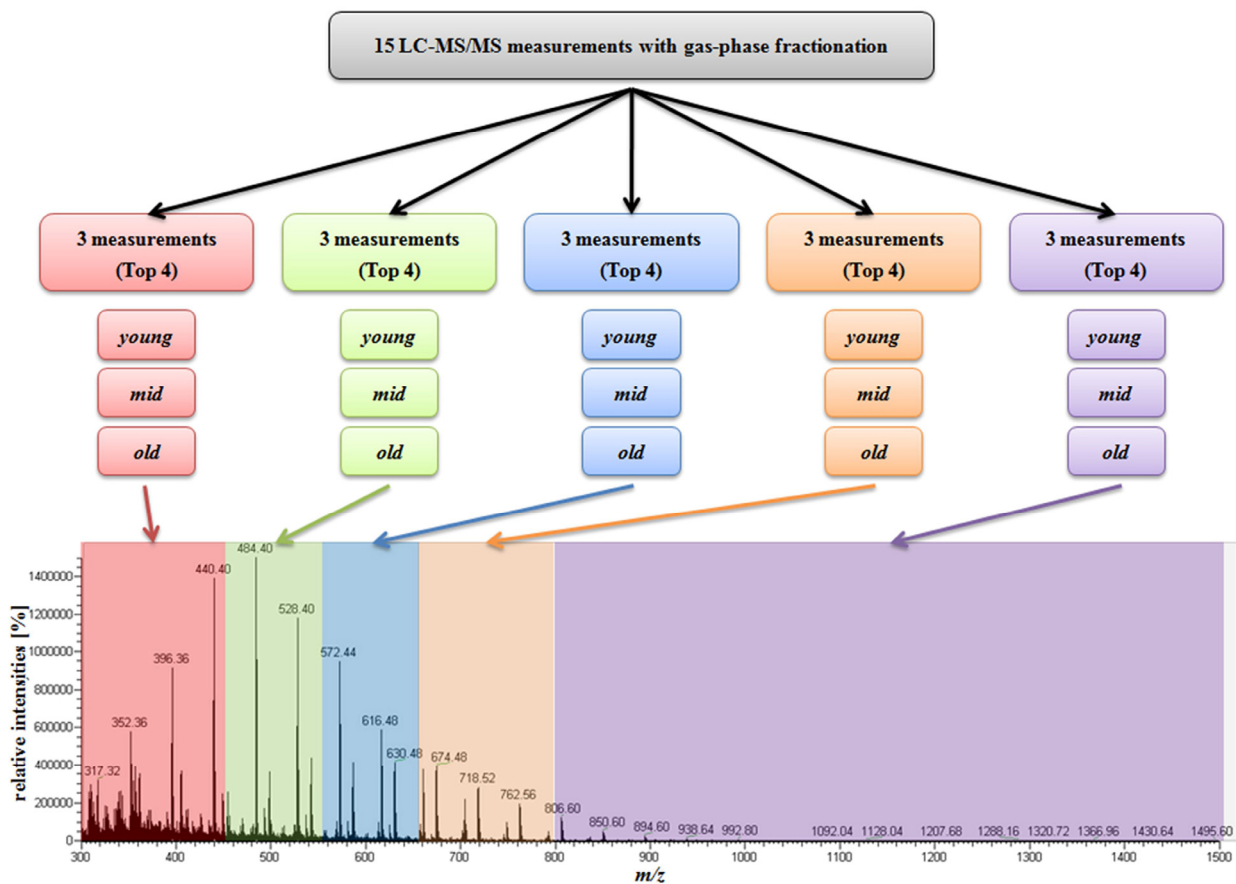 15 LC-MS/MS measurements with gas-phase fractionation
3 measurements
(Top 4)
3 measurements
(Top 4)
3 measurements
(Top 4)
3 measurements
(Top 4)
3 measurements
(Top 4)
young
mid
old
young
mid
old
young
mid
old
young
mid
old
young
mid
old
relative intensities [%]
1400000
1200000
1000000
800000
600000
400000
200000
0
317.32
352.36
396.36
440.40
484.40
528.40
572.44
616.48
630.48
674.48
718.52
762.56
806.60
850.60
894.60
938.64
992.80
1092.04
1128.04
1207.68
1288.16
1320.72
1366.96
1430.64
1495.60
300
400
500
600
700
800
900
1000
1100
1200
1300
1400
1500
m/z